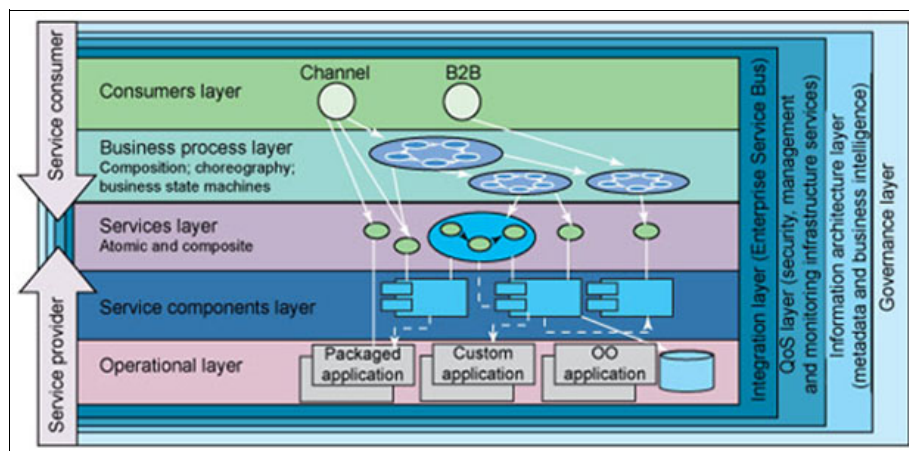 Service consumer
Service provider
Channel
B2B
Consumers layer
Business process layer
Composition; choreography;
business state machines
Services layer
Atomic and composite
Service components layer
Operational layer
Packaged
application
Custom
application
OO
application
Integration layer (Enterprise Service Bus)
QoS layer (security, management
and monitoring infrastructure services)
Information architecture layer
(metadata and business intelligence)
Governance layer